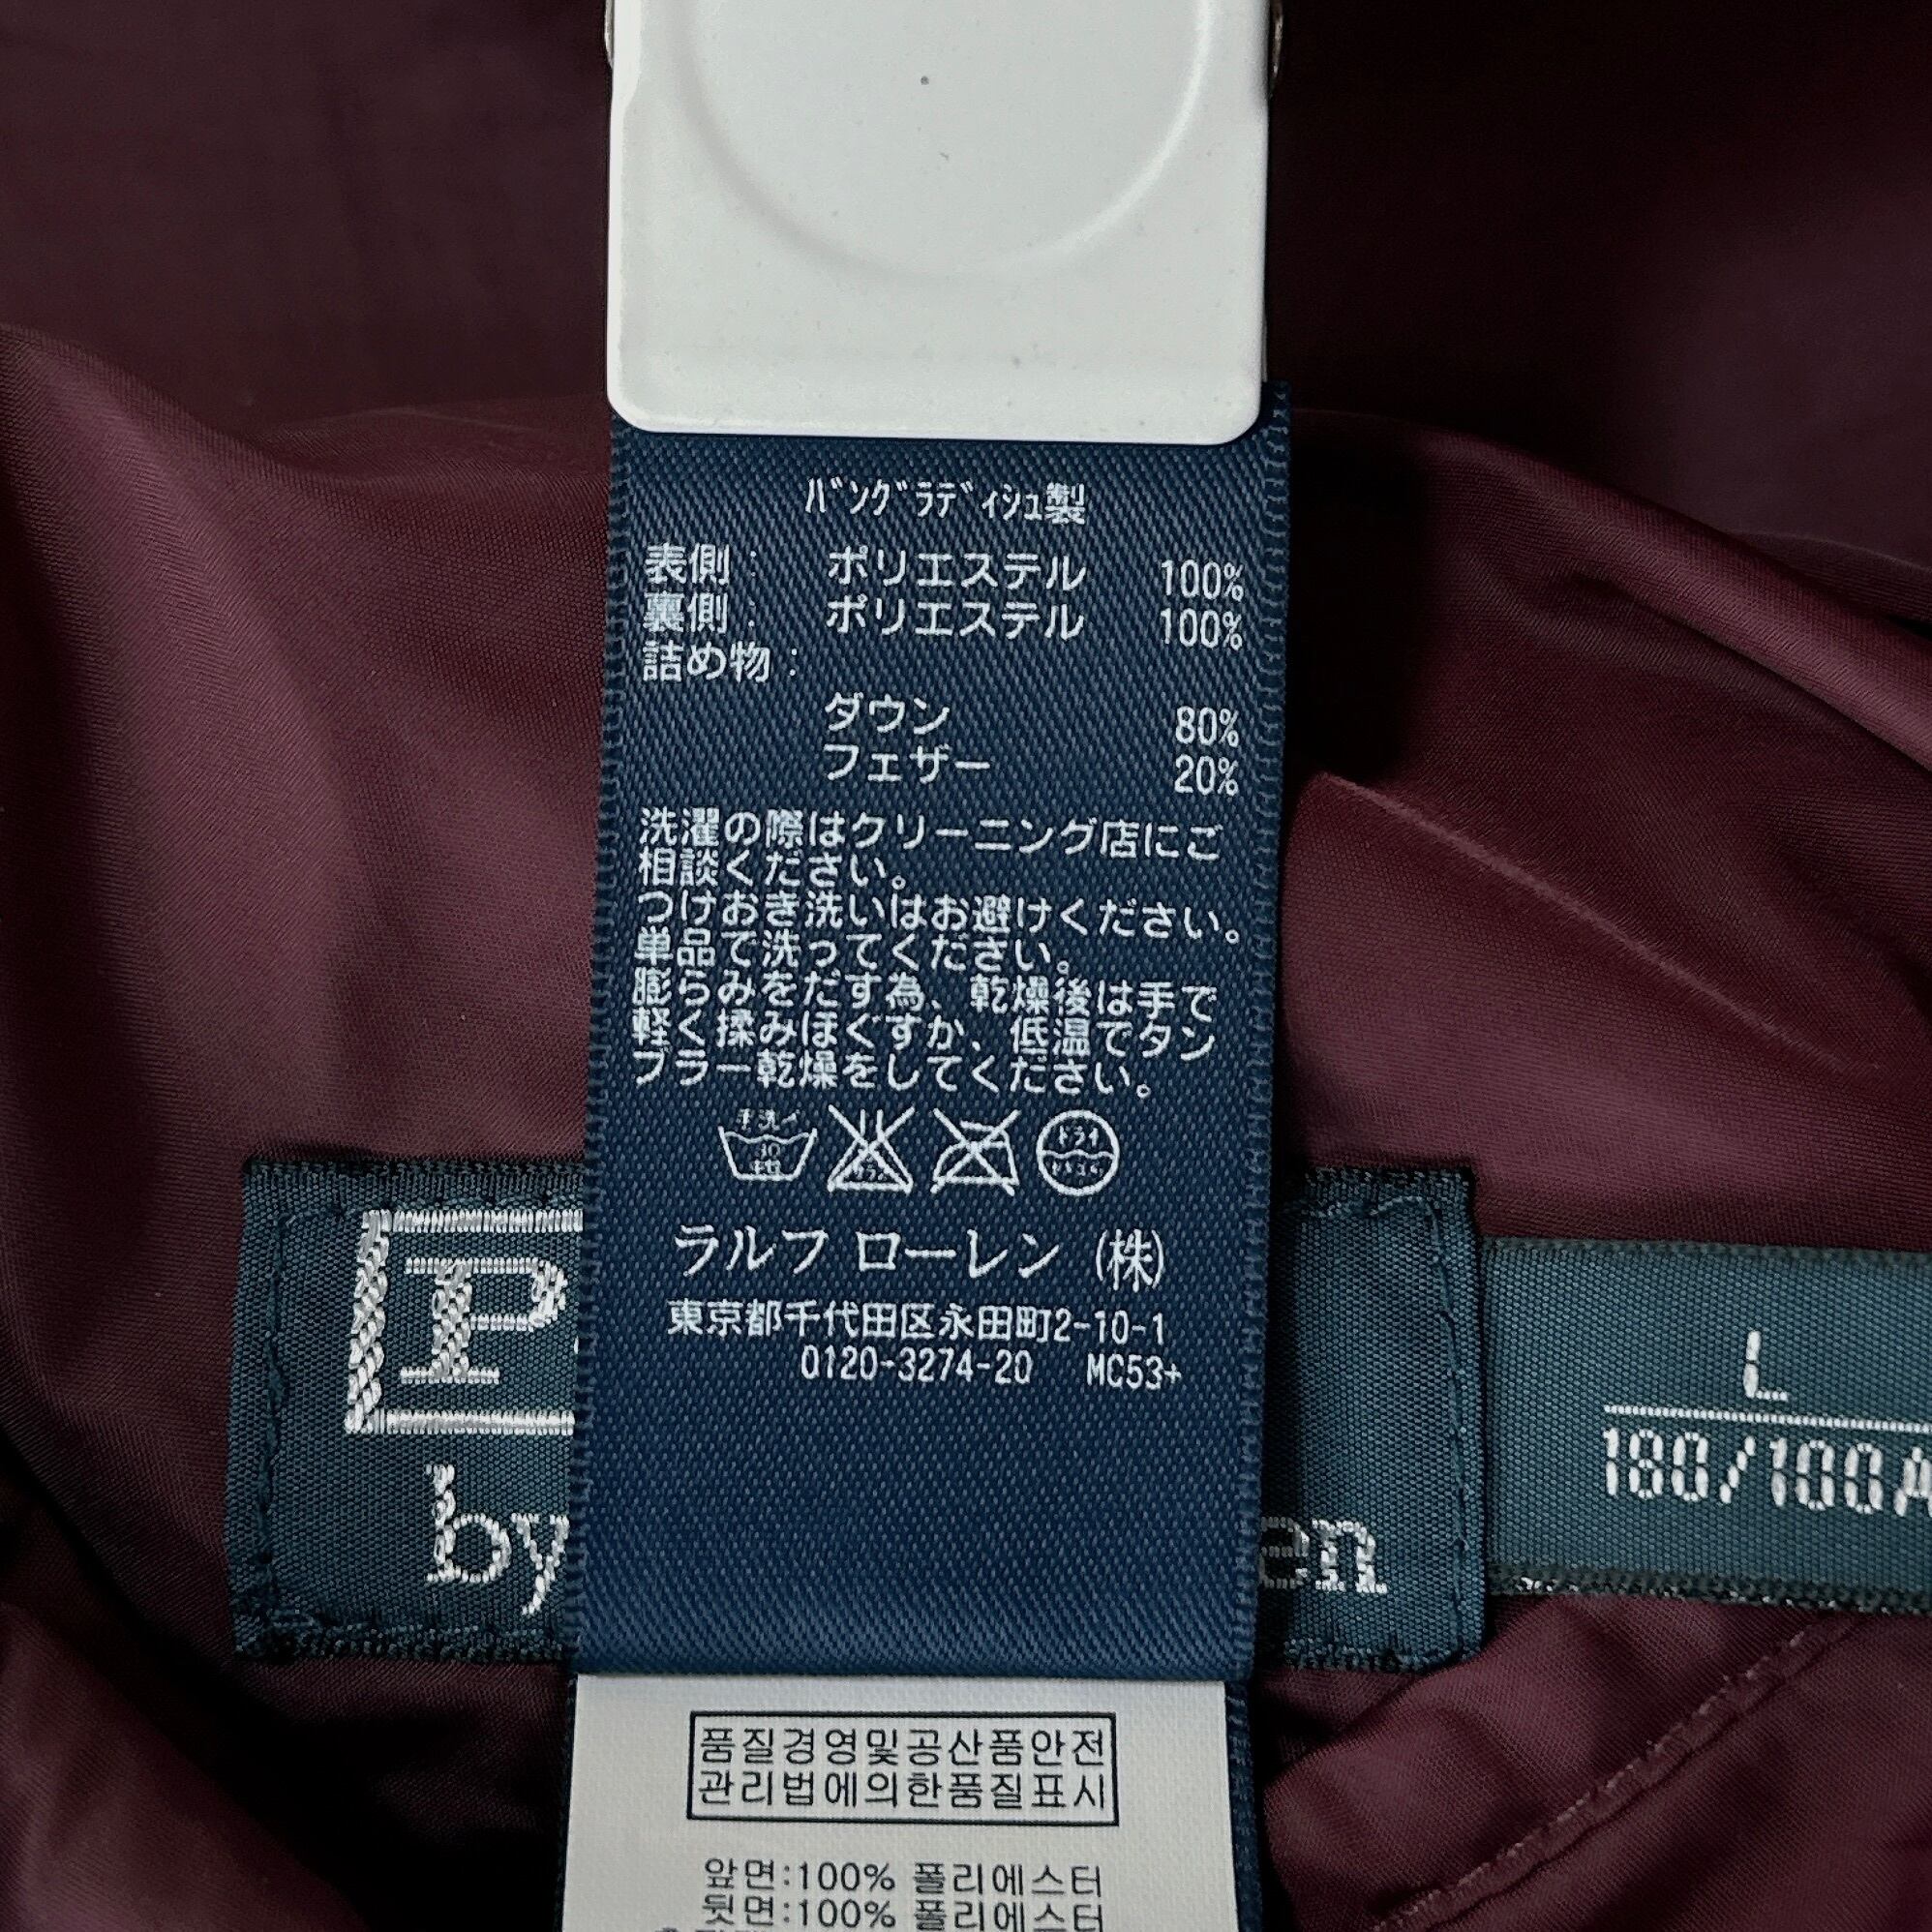 バングラディシュ製
表側: ポリエステル 100%
裏側: ポリエステル 100%
詰め物:
ダウン 80%
フェザー 20%
洗濯の際はクリーニング店にご
相談ください。
つけおき洗いはお避けください。
単品で洗ってください。
膨らみをだす為、乾燥後は手で
軽く揉みほぐすか、低温でタン
ブラー乾燥をしてください。
手洗イ
30
中性
ドライ
ラルフ ローレン (株)
東京都千代田区永田町2-10-1
0120-3274-20 MC53+
P
by en
L
180/100A
품질경영및공산품안전
관리법에의한품질표시
앞면:100% 폴리에스터
뒷면:100% 폴리에스터